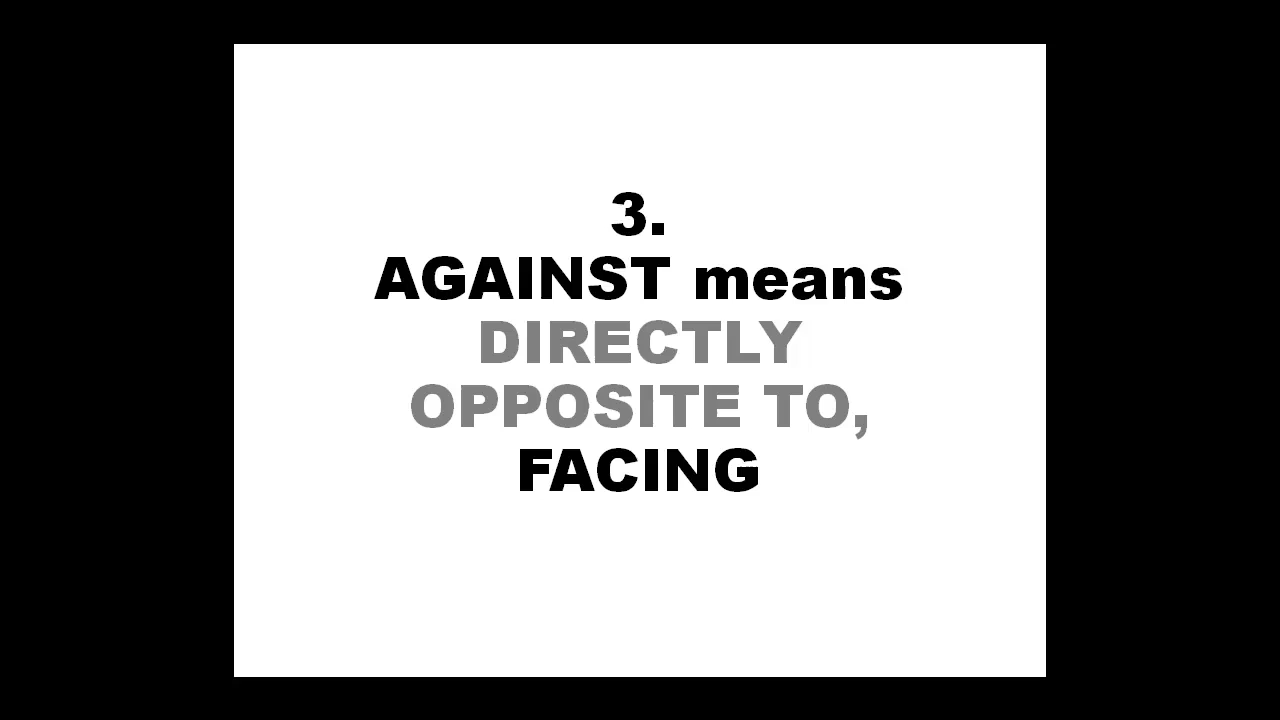 3.
AGAINST means
DIRECTLY
OPPOSITE TO,
FACING